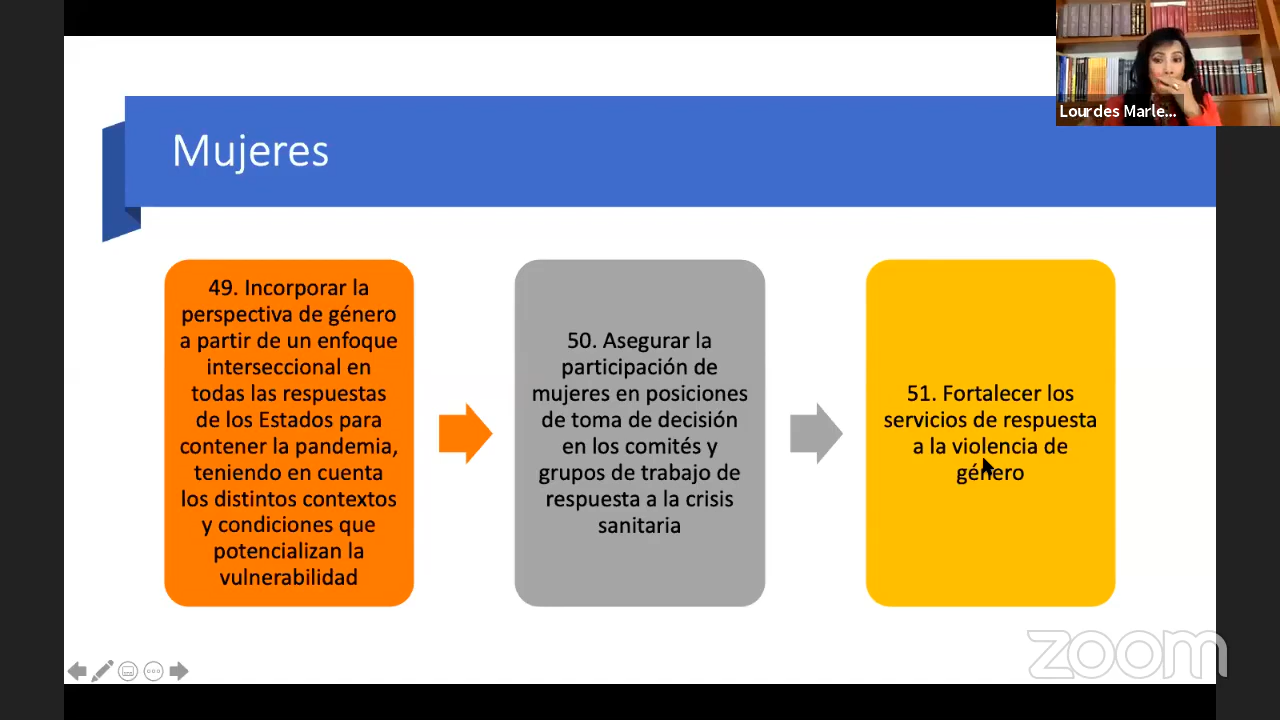 Lourdes Marle...
Mujeres
49. Incorporar la
perspectiva de género
a partir de un enfoque
interseccional en
todas las respuestas
de los Estados para
contener la pandemia,
teniendo en cuenta
los distintos contextos
y condiciones que
potencializan la
vulnerabilidad
50. Asegurar la
participación de
mujeres en posiciones
de toma de decisión
en los comités y
grupos de trabajo de
respuesta a la crisis
sanitaria
51. Fortalecer los
servicios de respuesta
a la violencia de
género
zoom